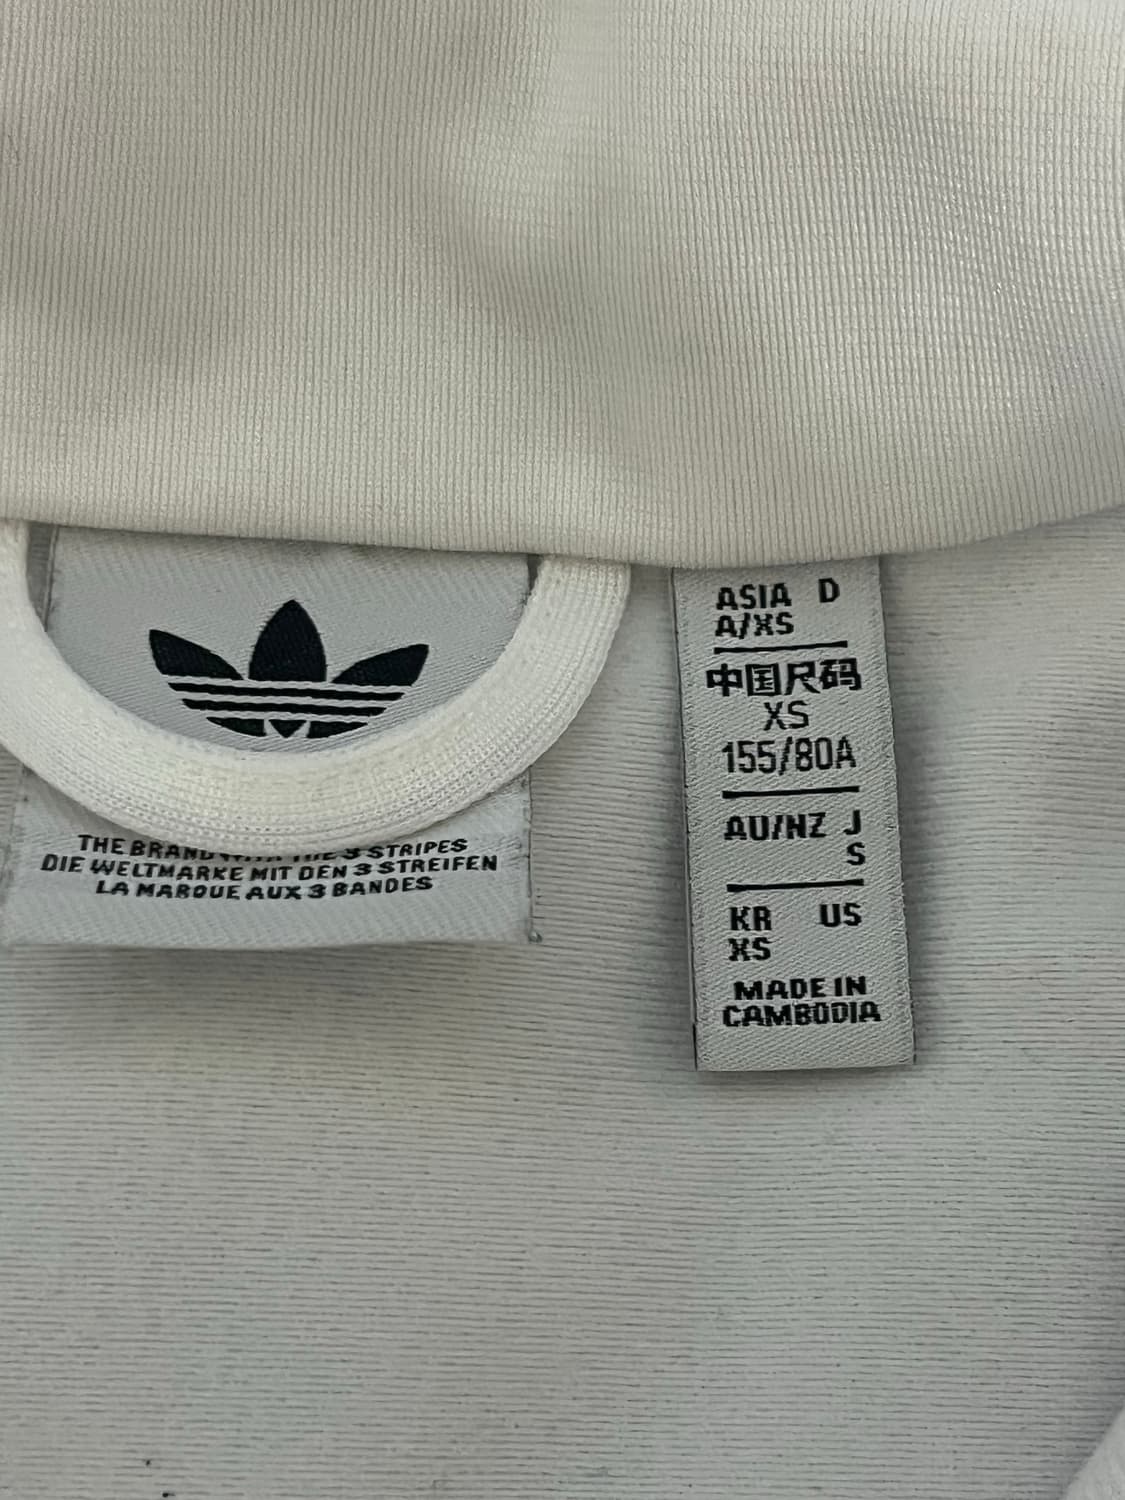 THE BRAND WITH THE 3 STRIPES
DIE WELTMARKE MIT DEN 3 STREIFEN
LA MARQUE AUX 3 BANDES
ASIA D
A/XS
中国尺码
XS
155/80A
AU/NZ J
S
KR US
XS
MADE IN
CAMBODIA